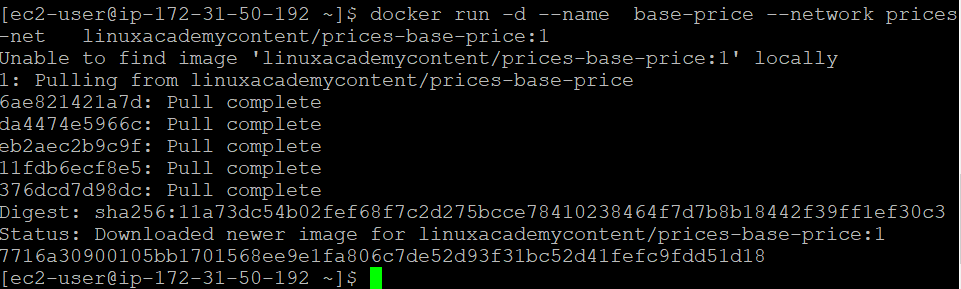 [ec2-user@ip-172-31-50-192 ~]$ docker run -d --name  base-price --network prices
-net   linuxacademycontent/prices-base-price:1
Unable to find image 'linuxacademycontent/prices-base-price:1' locally
1: Pulling from linuxacademycontent/prices-base-price
6ae821421a7d: Pull complete
da4474e5966c: Pull complete
eb2aec2b9c9f: Pull complete
11fdb6ecf8e5: Pull complete
376dcd7d98dc: Pull complete
Digest: sha256:11a73dc54b02fef68f7c2d275bcce78410238464f7d7b8b18442f39ff1ef30c3
Status: Downloaded newer image for linuxacademycontent/prices-base-price:1
7716a30900105bb1701568ee9e1fa806c7de52d93f31bc52d41fefc9fdd51d18
[ec2-user@ip-172-31-50-192 ~]$